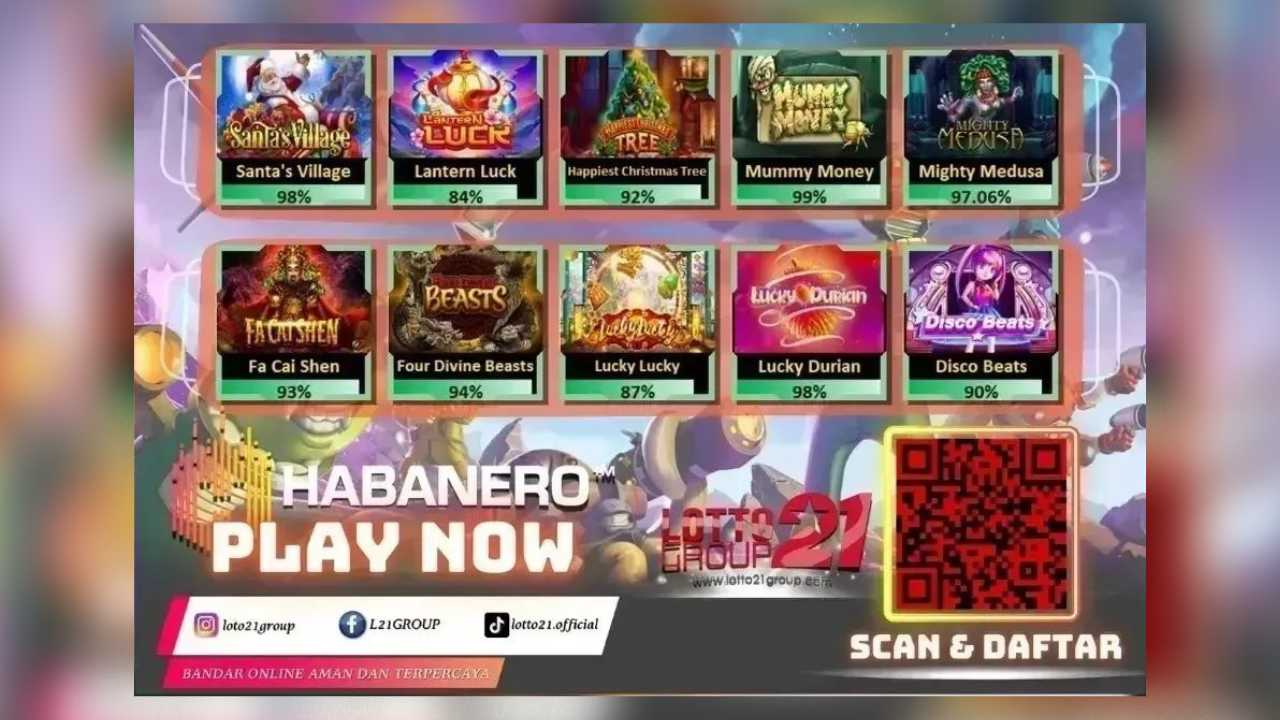 Santa's Village
LANTERN
LUCK
HAPPIEST CHRISTMAS
TREE
MUMMY
MONEY
MIGHTY
MEDUSA
Santa's Village
Lantern Luck
Happiest Christmas Tree
Mummy Money
Mighty Medusa
98%
84%
92%
99%
97.06%
FA CAI SHEN
BEASTS
Lucky Lucky
LUCKY DURIAN
Disco Beats
Fa Cai Shen
Four Divine Beasts
Lucky Lucky
Lucky Durian
Disco Beats
93%
94%
87%
98%
90%
HABANERO™
PLAY NOW
LOTTO
GROUP
21
www.lotto21group.com
loto21group
L21GROUP
lotto21.official
SCAN & DAFTAR
BANDAR ONLINE AMAN DAN TERPERCAYA